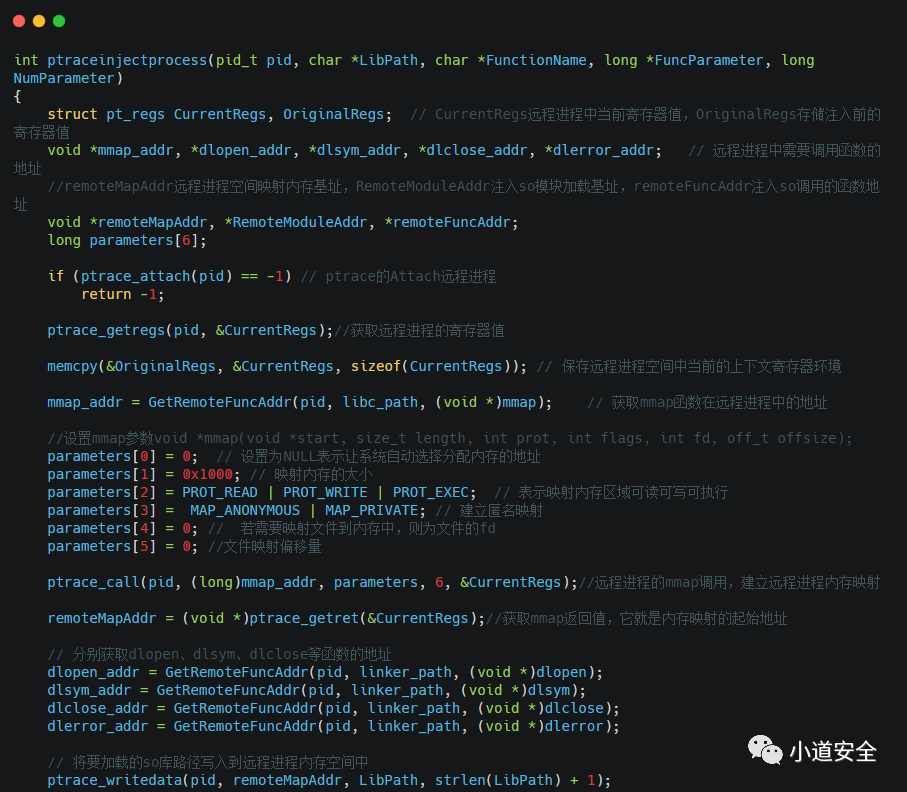 int ptraceinjectprocess(pid_t pid, char *LibPath, char *FunctionName, long *FuncParameter, long
NumParameter)
{
    struct pt_regs CurrentRegs, OriginalRegs;  // CurrentRegs远程进程中当前寄存器值，OriginalRegs存储注入前的
寄存器值
    void *mmap_addr, *dlopen_addr, *dlsym_addr, *dlclose_addr, *dlerror_addr;   // 远程进程中需要调用函数的
地址
    //remoteMapAddr远程进程空间映射内存基址，RemoteModuleAddr注入so模块加载基址，remoteFuncAddr注入so调用的函数地
址
    void *remoteMapAddr, *RemoteModuleAddr, *remoteFuncAddr;
    long parameters[6];

    if (ptrace_attach(pid) == -1) // ptrace的Attach远程进程
        return -1;

    ptrace_getregs(pid, &CurrentRegs);//获取远程进程的寄存器值

    memcpy(&OriginalRegs, &CurrentRegs, sizeof(CurrentRegs)); // 保存远程进程空间中当前的上下文寄存器环境

    mmap_addr = GetRemoteFuncAddr(pid, libc_path, (void *)mmap);     // 获取mmap函数在远程进程中的地址

    //设置mmap参数void *mmap(void *start, size_t length, int prot, int flags, int fd, off_t offsize);
    parameters[0] = 0;  // 设置为NULL表示让系统自动选择分配内存的地址
    parameters[1] = 0x1000; // 映射内存的大小
    parameters[2] = PROT_READ | PROT_WRITE | PROT_EXEC;  // 表示映射内存区域可读可写可执行
    parameters[3] =  MAP_ANONYMOUS | MAP_PRIVATE; // 建立匿名映射
    parameters[4] = 0; //  若需要映射文件到内存中，则为文件的fd
    parameters[5] = 0; //文件映射偏移量

    ptrace_call(pid, (long)mmap_addr, parameters, 6, &CurrentRegs);//远程进程的mmap调用，建立远程进程内存映射

    remoteMapAddr = (void *)ptrace_getret(&CurrentRegs);//获取mmap返回值，它就是内存映射的起始地址

    // 分别获取dlopen、dlsym、dlclose等函数的地址
    dlopen_addr = GetRemoteFuncAddr(pid, linker_path, (void *)dlopen);
    dlsym_addr = GetRemoteFuncAddr(pid, linker_path, (void *)dlsym);
    dlclose_addr = GetRemoteFuncAddr(pid, linker_path, (void *)dlclose);
    dlerror_addr = GetRemoteFuncAddr(pid, linker_path, (void *)dlerror);

    // 将要加载的so库路径写入到远程进程内存空间中
    ptrace_writedata(pid, remoteMapAddr, LibPath, strlen(LibPath) + 1);
小道安全